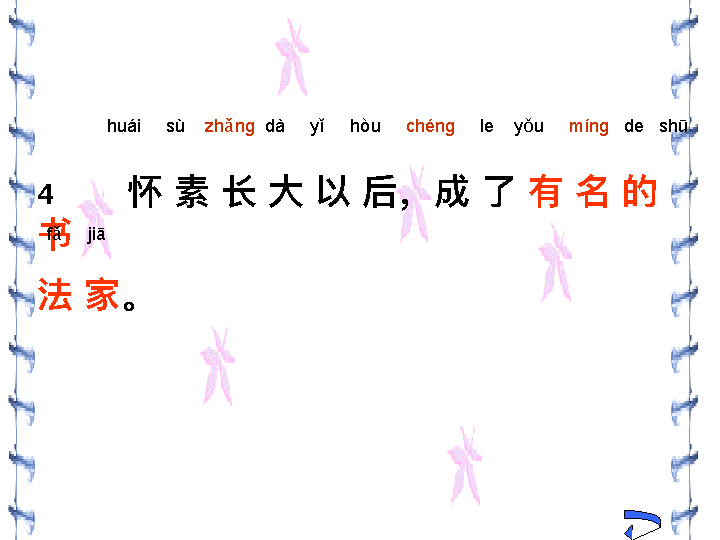 huái sù zhǎng dà yǐ hòu chéng le yǒu míng de shū
4 怀 素 长 大 以 后，成 了 有 名 的
书
fǎ jiā
法 家。